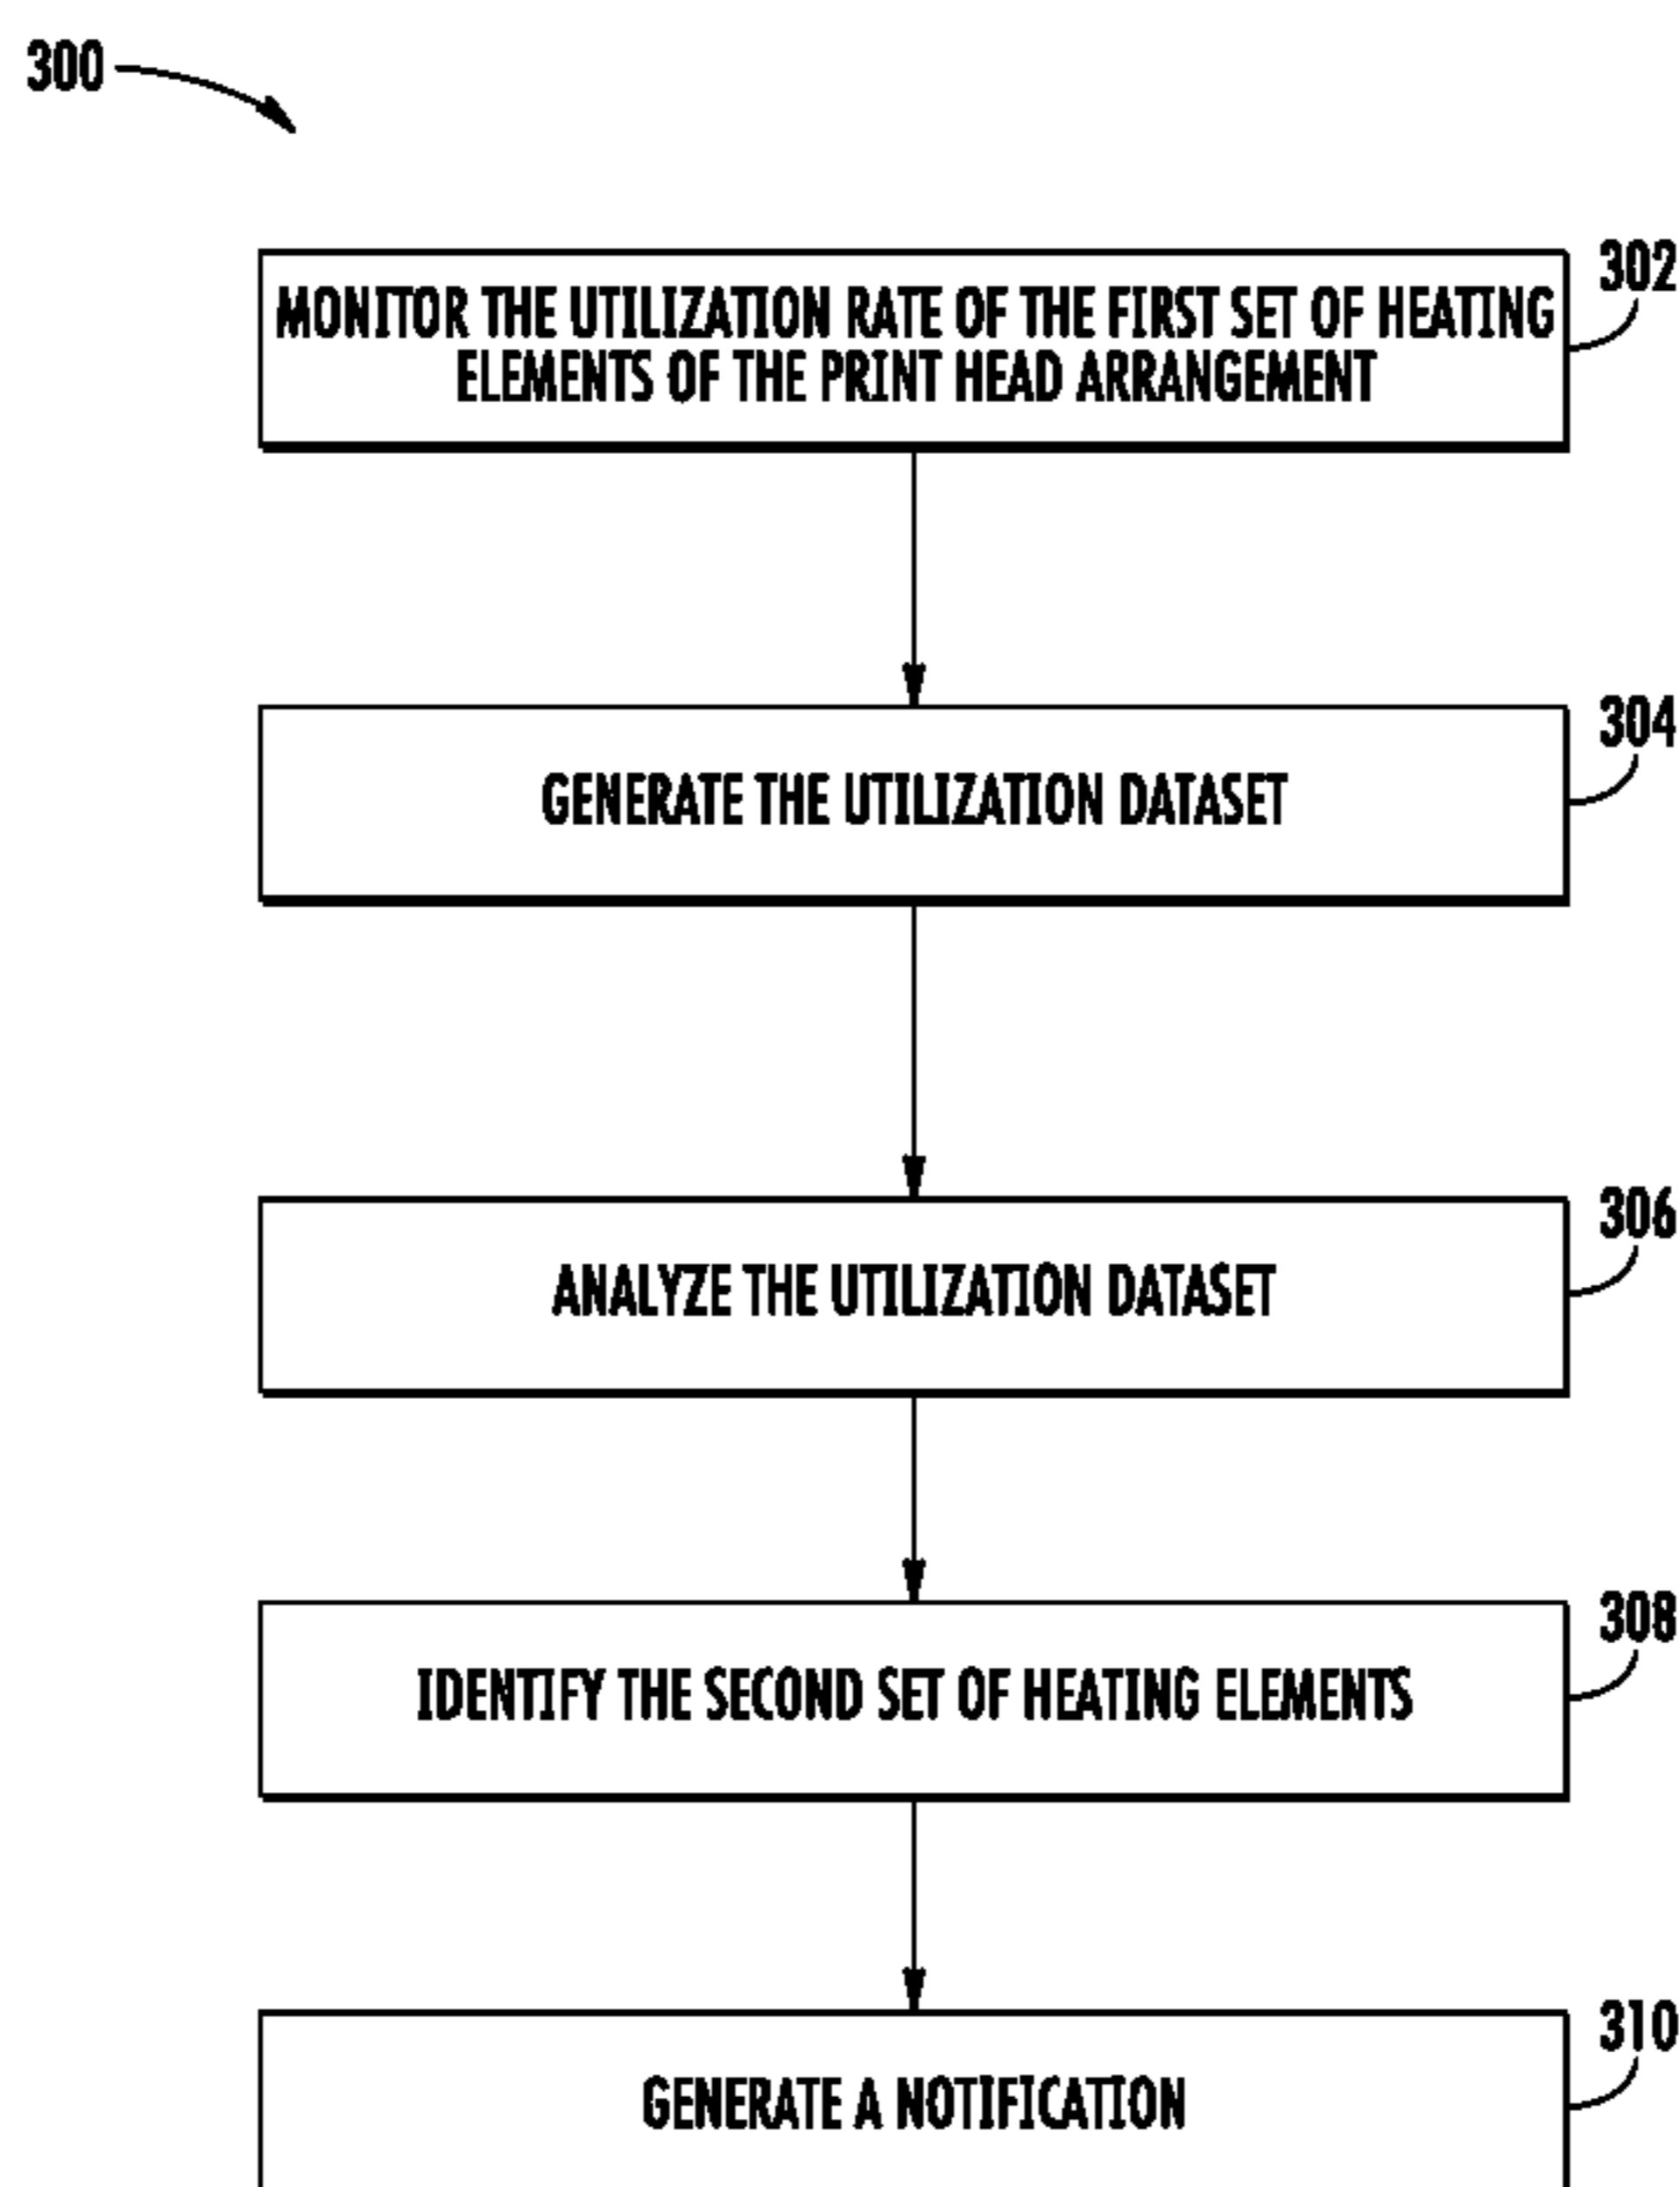 300
302
MONITOR THE UTILIZATION RATE OF THE FIRST SET OF HEATING
ELEMENTS OF THE PRINT HEAD ARRANGEMENT
304
GENERATE THE UTILIZATION DATASET
306
ANALYZE THE UTILIZATION DATASET
308
IDENTIFY THE SECOND SET OF HEATING ELEMENTS
310
GENERATE A NOTIFICATION